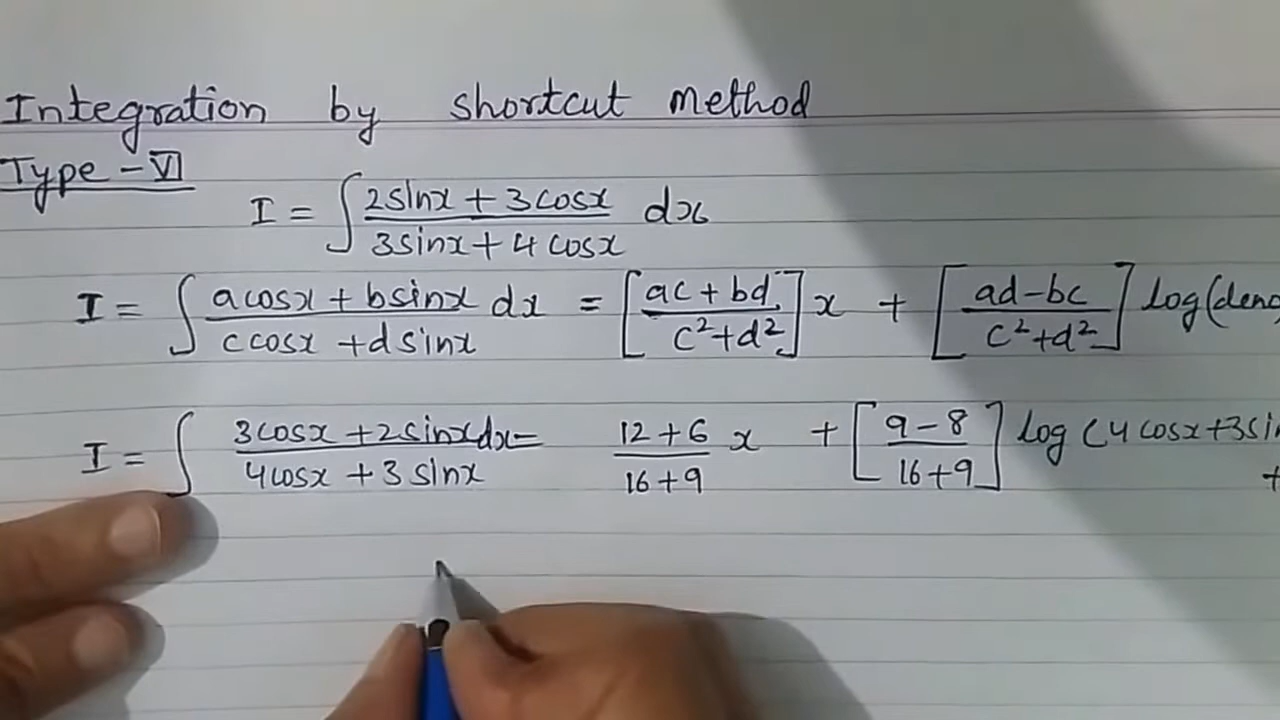 Integration by shortcut method
Type - VI
I = ∫ (2sinx + 3cosx)/(3sinx + 4cosx) dx
I = ∫ (acosx + bsinx)/(ccosx + dsinx) dx = [(ac + bd)/(c² + d²)] x + [(ad - bc)/(c² + d²)] log(deno
I = ∫ (3cosx + 2sinx)/(4cosx + 3sinx) dx = (12 + 6)/(16 + 9) x + [(9 - 8)/(16 + 9)] log (4cosx + 3sin
+